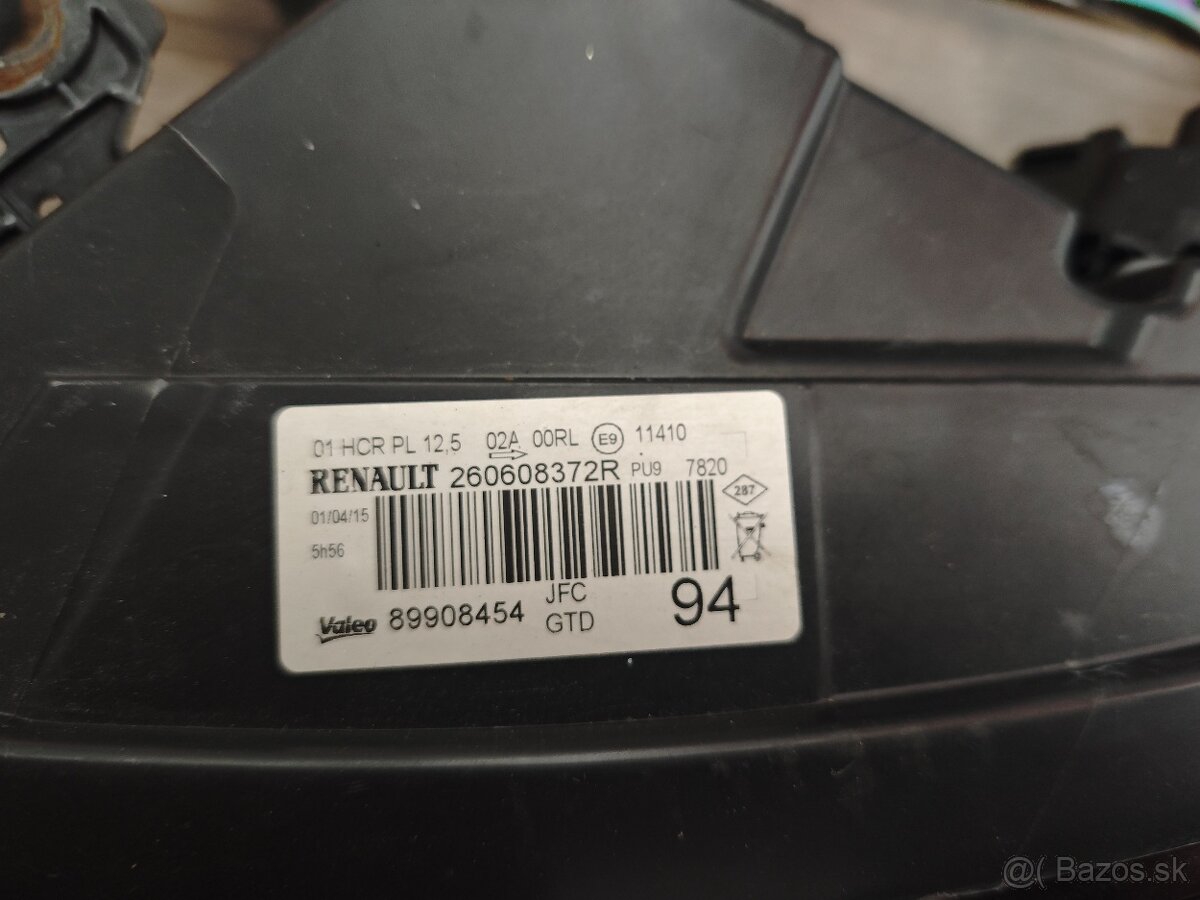 01 HCR PL 12,5 02A 00RL E9 11410
RENAULT 260608372R PU9 7820
287
01/04/15
5h56
JFC
Valeo 89908454
GTD
94
@( Bazos.sk